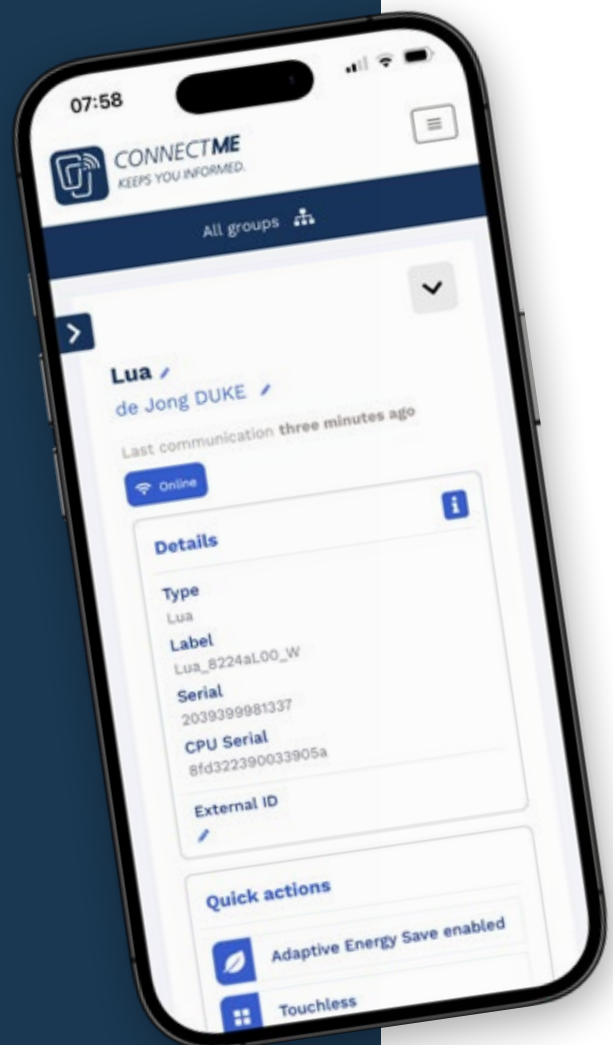 07:58
CONNECTME
KEEPS YOU INFORMED.
All groups
Lua
de Jong DUKE
Last communication three minutes ago
Online
Details
Type
Lua
Label
Lua_8224aL00_W
Serial
2039399981337
CPU Serial
8fd322390033905a
External ID
Quick actions
Adaptive Energy Save enabled
Touchless